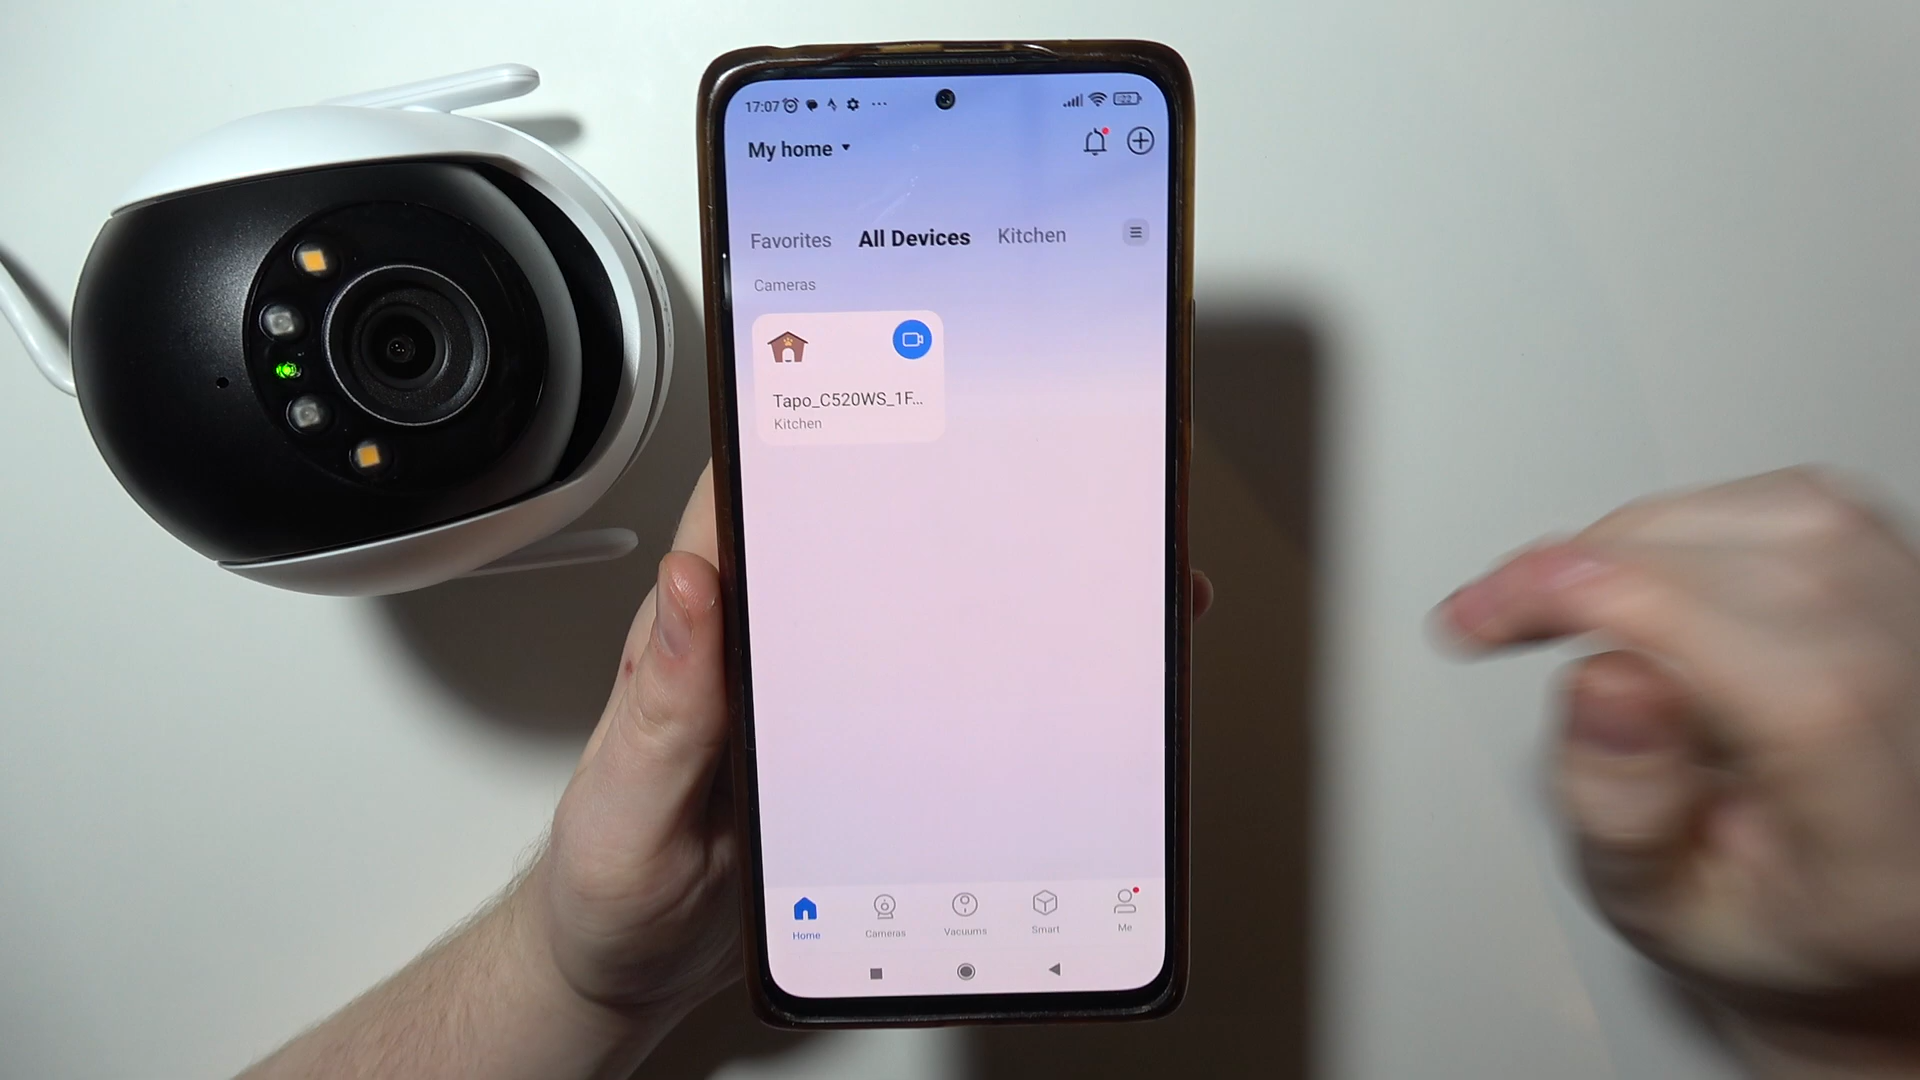 17:07
My home
Favorites All Devices Kitchen
Cameras
Tapo_C520WS_1F...
Kitchen
Home Cameras Vacuums Smart Me